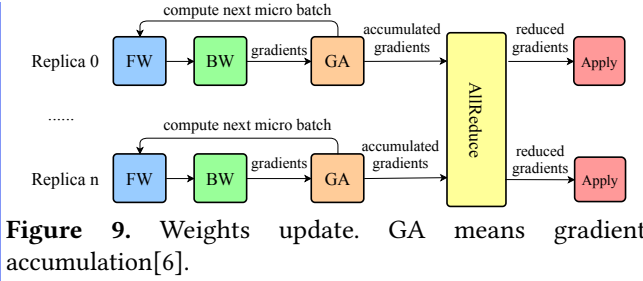 compute next micro batch
accumulated
gradients
reduced
gradients
Replica 0
FW
BW
gradients
GA
Apply
......
AllReduce
compute next micro batch
accumulated
gradients
reduced
gradients
Replica n
FW
BW
gradients
GA
Apply
Figure 9. Weights update. GA means gradient
accumulation[6].